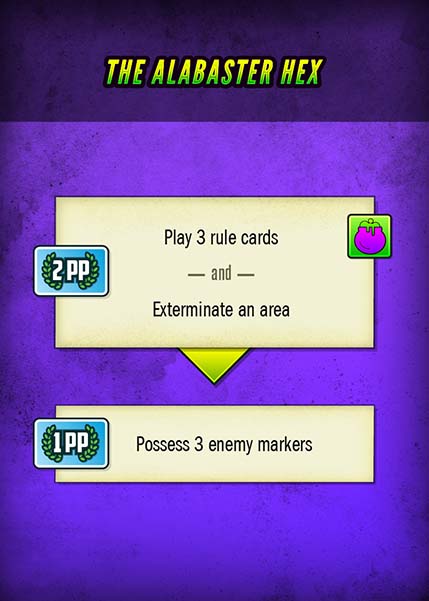 THE ALABASTER HEX
Play 3 rule cards
2 PP
— and —
Exterminate an area
1 PP
Possess 3 enemy markers